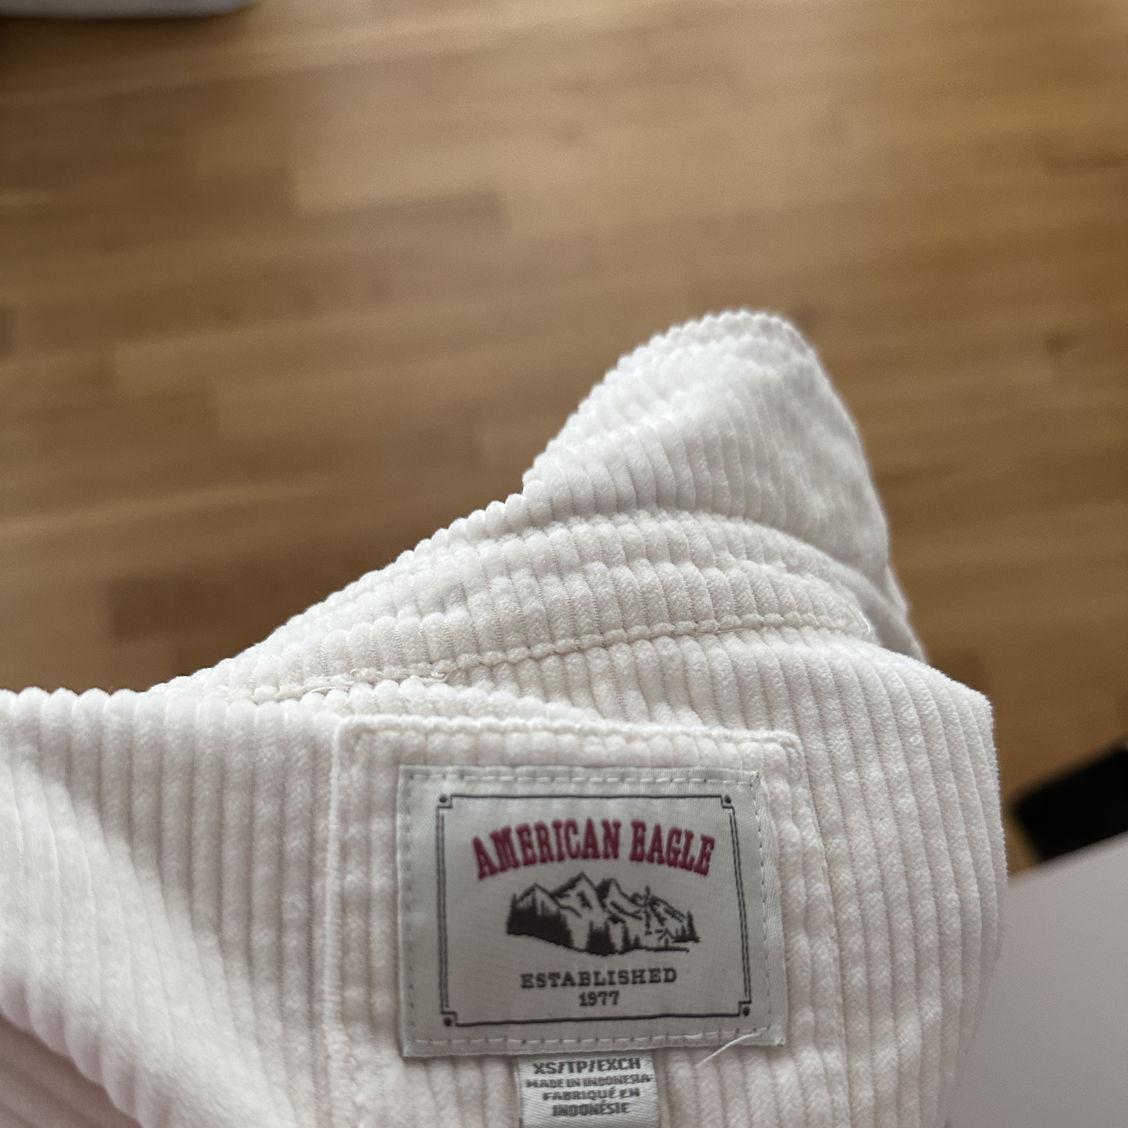 AMERICAN EAGLE
ESTABLISHED
1977
XS/TP/EXCH
MADE IN INDONESIA
FABRIQUÉ EN
INDONÉSIE